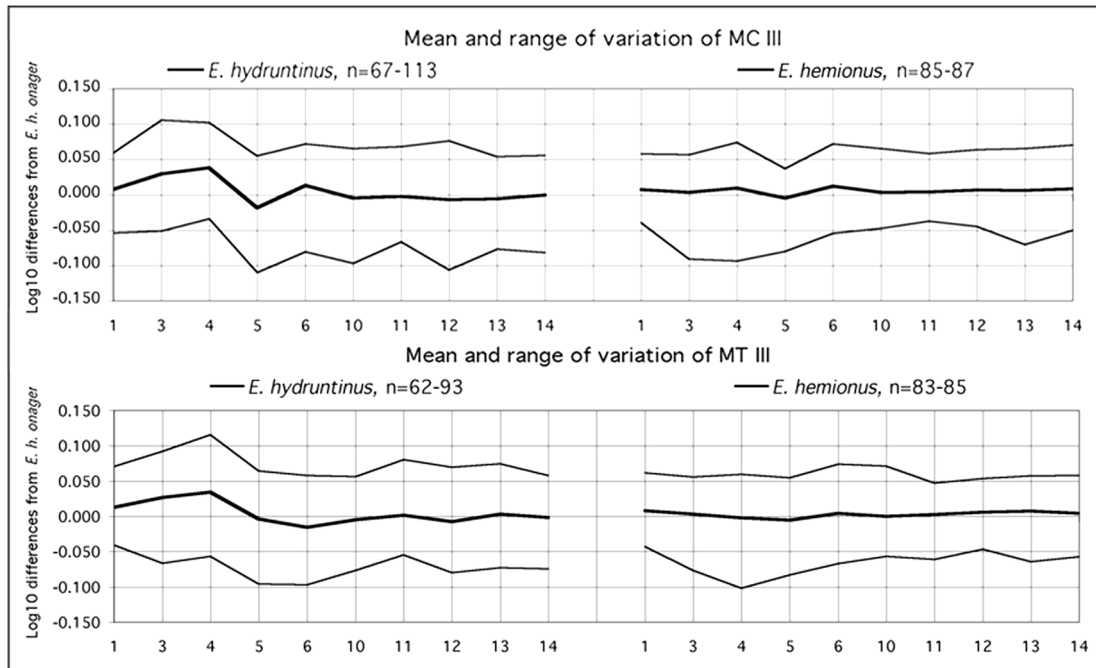 Mean and range of variation of MC III
E. hydruntinus, n=67-113
E. hemionus, n=85-87
Log10 differences from E. h. onager
0.150
0.100
0.050
0.000
-0.050
-0.100
-0.150
1 3 4 5 6 10 11 12 13 14 1 3 4 5 6 10 11 12 13 14
Mean and range of variation of MT III
E. hydruntinus, n=62-93
E. hemionus, n=83-85
Log10 differences from E. h. onager
0.150
0.100
0.050
0.000
-0.050
-0.100
-0.150
1 3 4 5 6 10 11 12 13 14 1 3 4 5 6 10 11 12 13 14